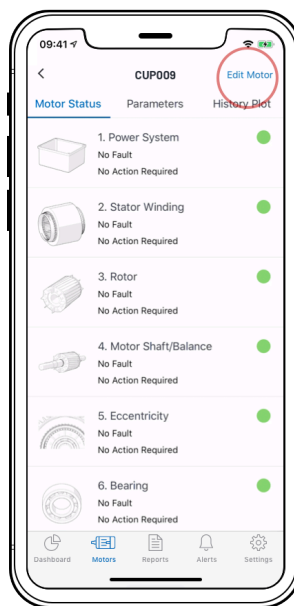 09:41
CUP009
Edit Motor
Motor Status
Parameters
History Plot
1. Power System
No Fault
No Action Required
2. Stator Winding
No Fault
No Action Required
3. Rotor
No Fault
No Action Required
4. Motor Shaft/Balance
No Fault
No Action Required
5. Eccentricity
No Fault
No Action Required
6. Bearing
No Fault
No Action Required
Dashboard
Motors
Reports
Alerts
Settings